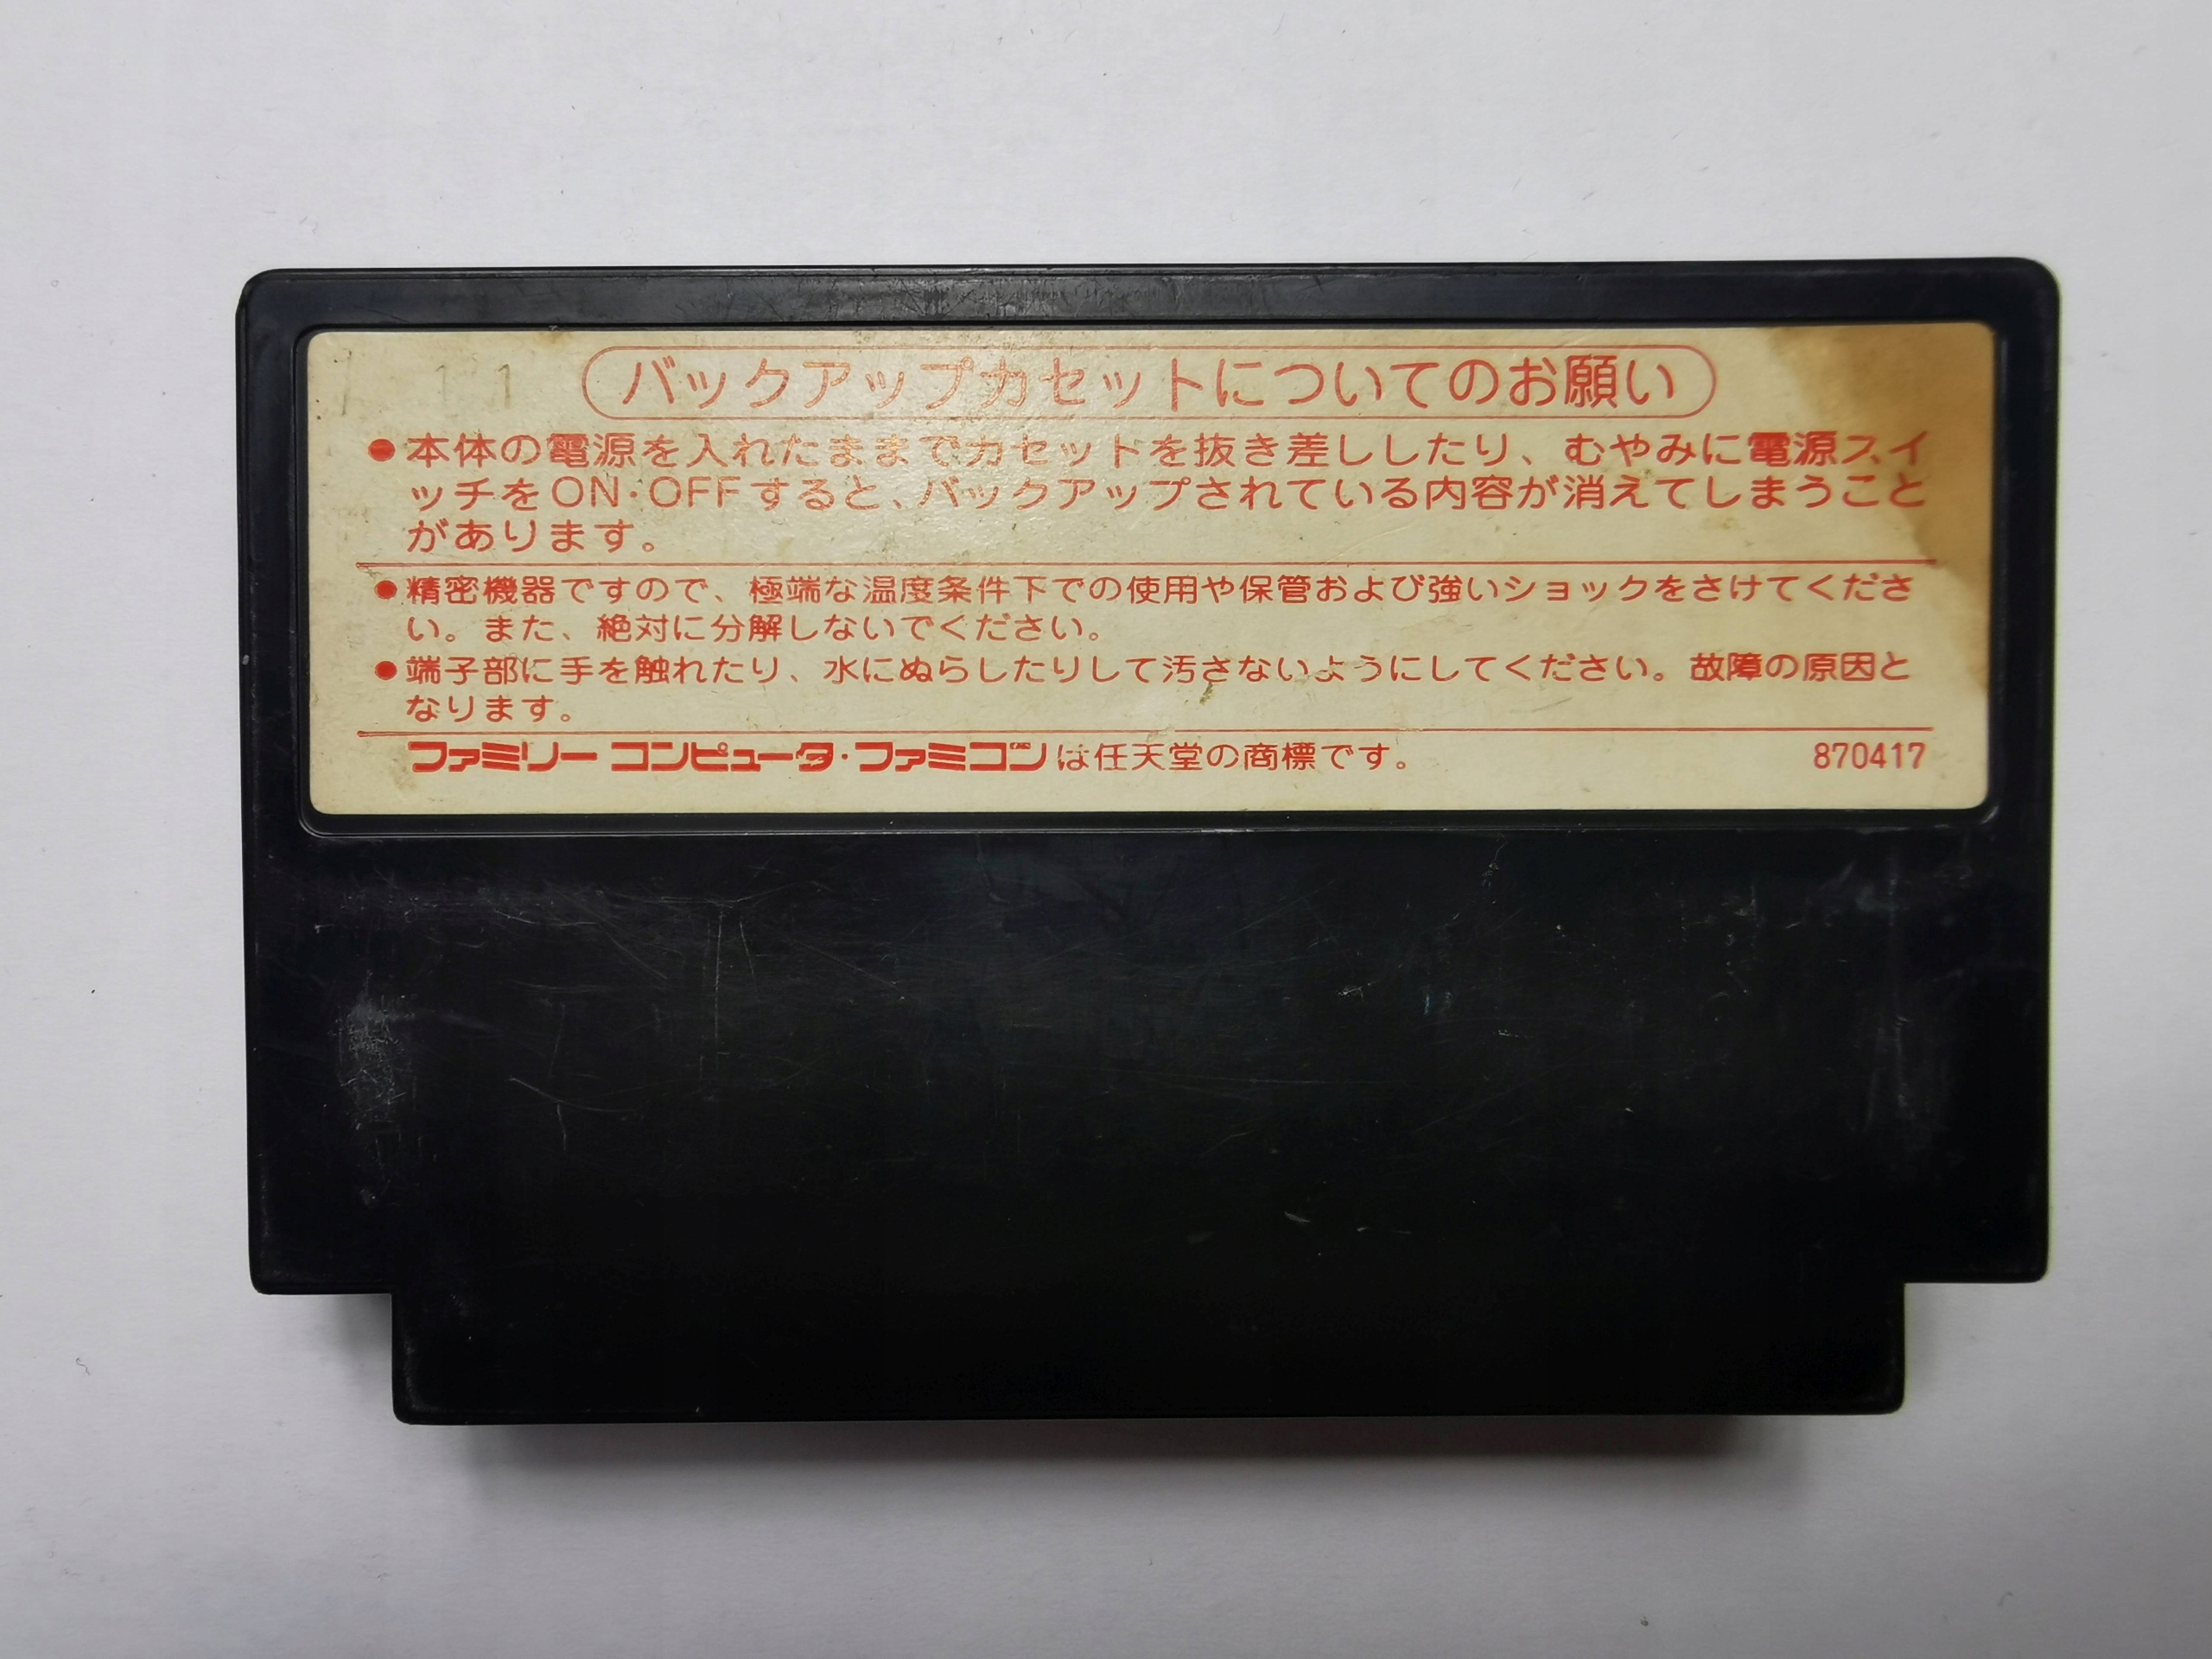 11
バックアップカセットについてのお願い
●本体の電源を入れたままでカセットを抜き差ししたり、むやみに電源スイ
ッチをON・OFFすると、バックアップされている内容が消えてしまうこと
があります。
●精密機器ですので、極端な温度条件下での使用や保管および強いショックをさけてくださ
い。また、絶対に分解しないでください。
●端子部に手を触れたり、水にぬらしたりして汚さないようにしてください。故障の原因と
なります。
ファミリー コンピュータ・ファミコンは任天堂の商標です。 870417